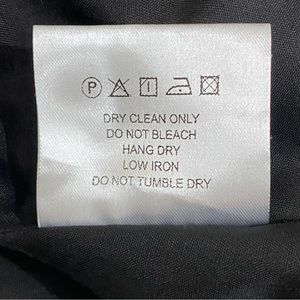 P
DRY CLEAN ONLY
DO NOT BLEACH
HANG DRY
LOW IRON
DO NOT TUMBLE DRY